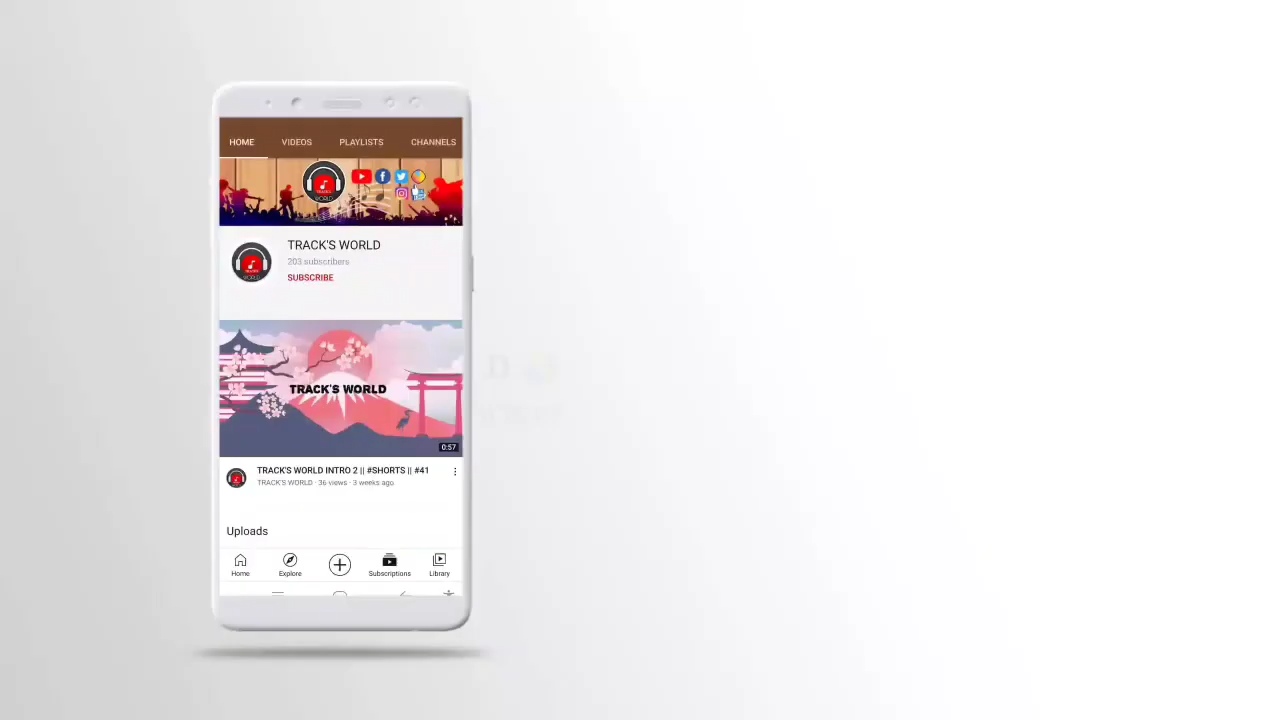 HOME VIDEOS PLAYLISTS CHANNELS
TRACK'S WORLD
203 subscribers
SUBSCRIBE
TRACK'S WORLD
0:57
TRACK'S WORLD INTRO 2 || #SHORTS || #41
TRACK'S WORLD · 36 views · 3 weeks ago
Uploads
Home Explore Subscriptions Library